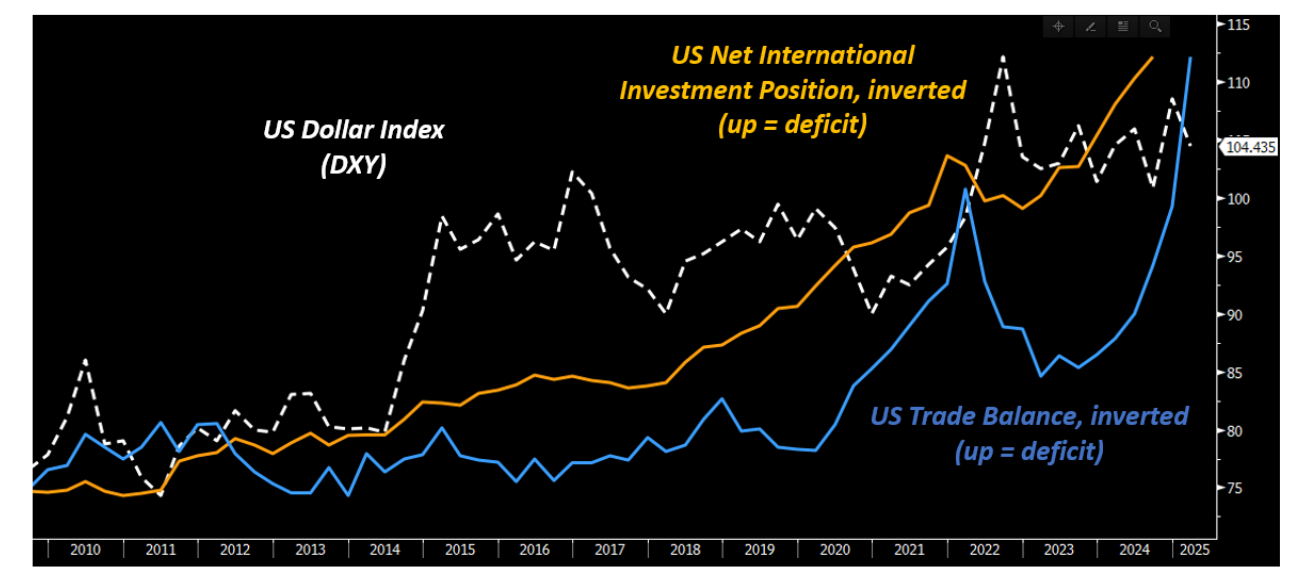 US Net International
Investment Position, inverted
(up = deficit)
US Dollar Index
(DXY)
US Trade Balance, inverted
(up = deficit)
115
110
104.435
100
95
90
85
80
75
2010 2011 2012 2013 2014 2015 2016 2017 2018 2019 2020 2021 2022 2023 2024 2025